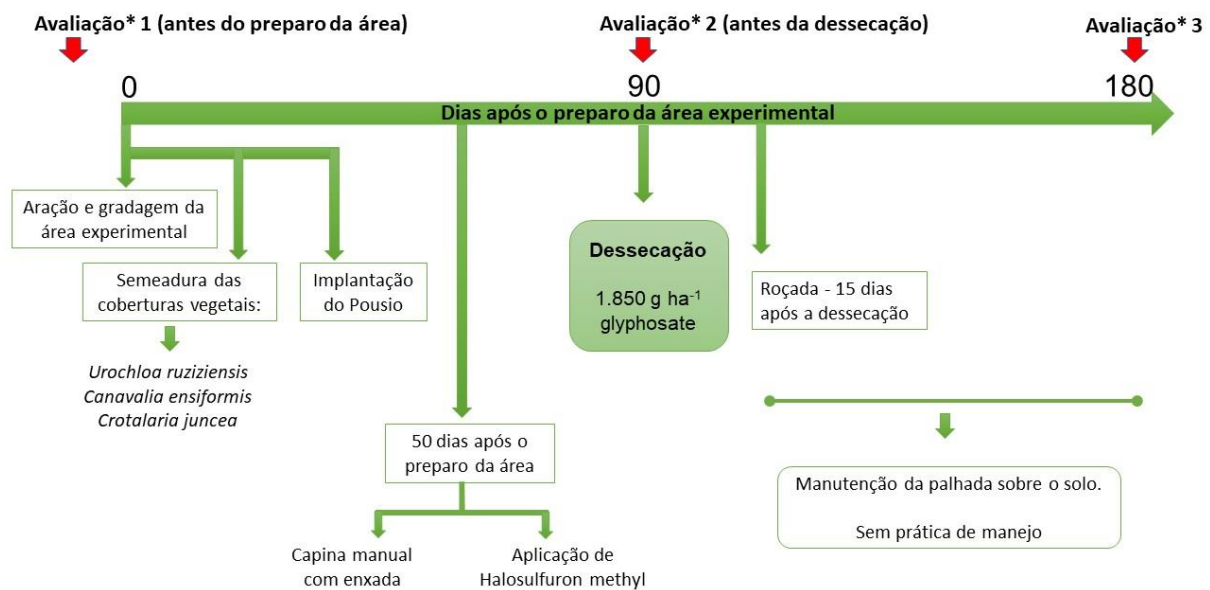 Avaliação* 1 (antes do preparo da área)
Avaliação* 2 (antes da dessecação)
Avaliação* 3
0
90
180
Dias após o preparo da área experimental
Aração e gradagem da
área experimental
Semeadura das
coberturas vegetais:
Implantação
do Pousio
Urochloa ruziziensis
Canavalia ensiformis
Crotalaria juncea
50 dias após o
preparo da área
Capina manual
com enxada
Aplicação de
Halosulfuron methyl
Dessecação
1.850 g ha⁻¹
glyphosate
Roçada - 15 dias
após a dessecação
Manutenção da palhada sobre o solo.
Sem prática de manejo